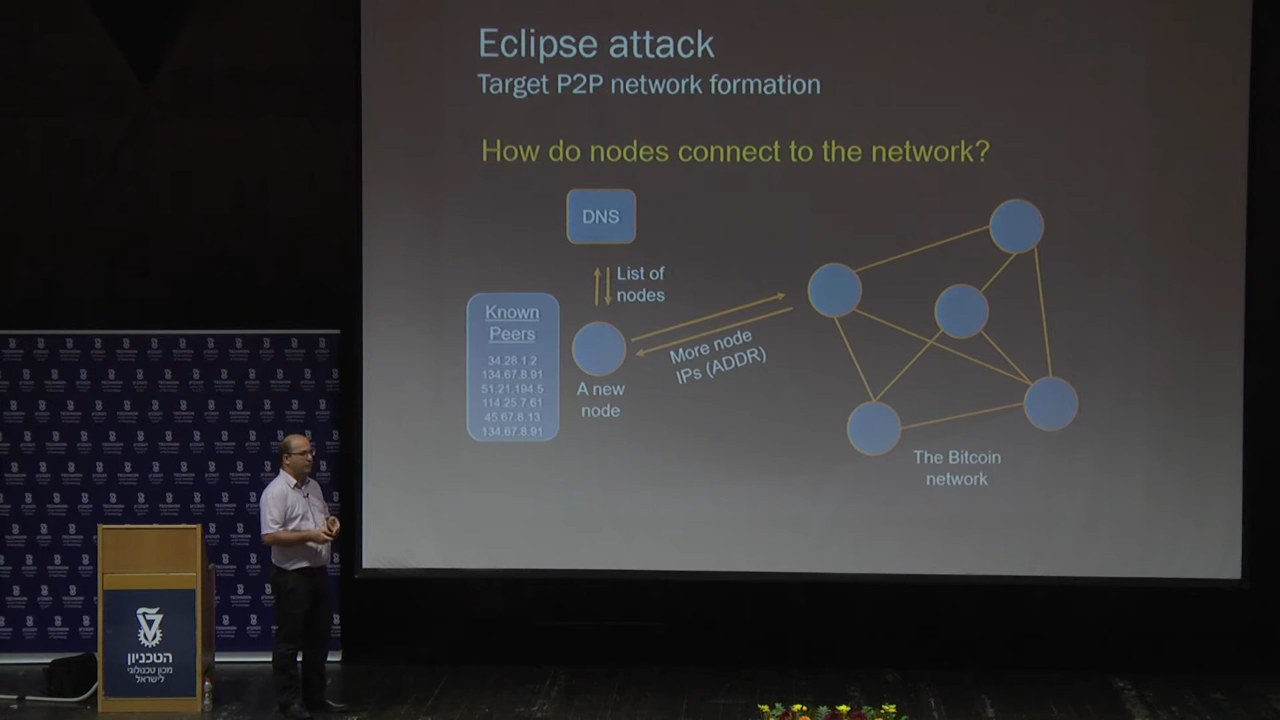 Eclipse attack
Target P2P network formation
How do nodes connect to the network?
DNS
List of
nodes
Known
Peers
34.28.1.2
134.67.8.91
51.21.194.5
114.25.7.61
45.67.8.13
134.67.8.91
A new
node
More node
IPs (ADDR)
The Bitcoin
network
הטכניון
מכון טכנולוגי
לישראל